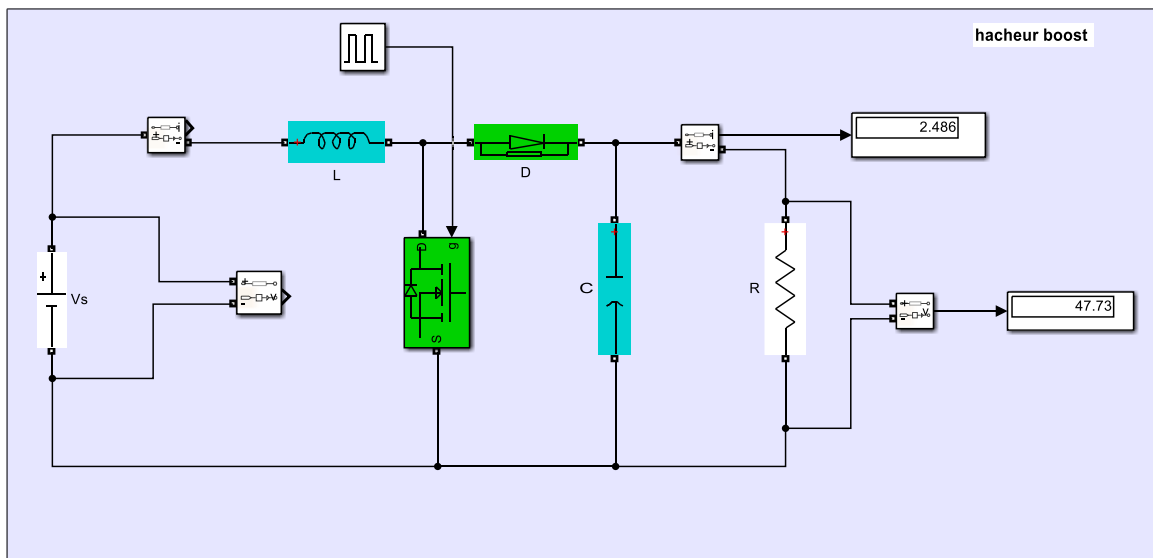 hacheur boost
i
+
-
L
D
i
+
-
2.486
+
Vs
+
-
v
G
g
S
+
C
+
R
+
-
v
47.73